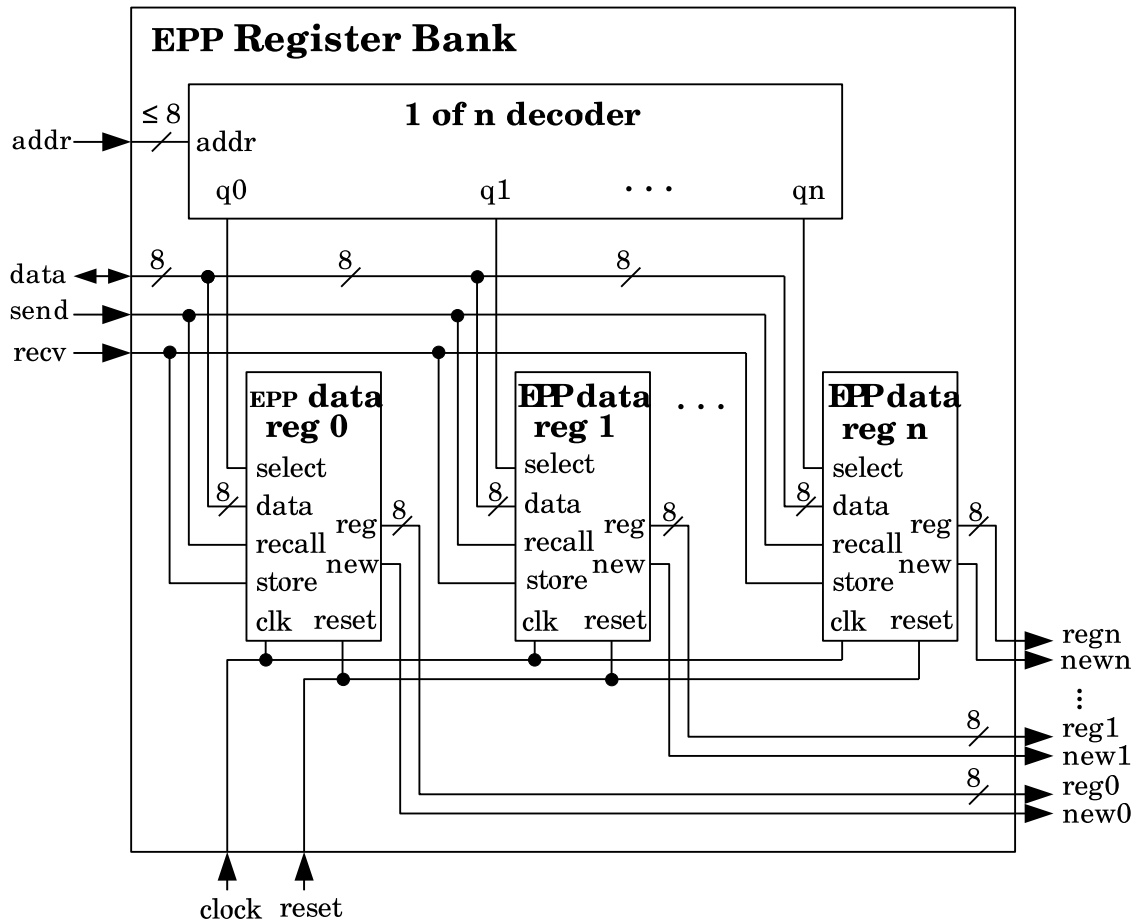 EPP Register Bank
≤ 8
1 of n decoder
addr
addr
q0
q1
. . .
qn
8
8
8
data
send
recv
EPP data
reg 0
select
8
data
recall
store
reg
8
new
clk
reset
EPP data
reg 1
select
8
data
recall
store
reg
8
new
clk
reset
. . .
EPP data
reg n
select
8
data
recall
store
reg
8
new
clk
reset
regn
newn
⋮
8
reg1
new1
8
reg0
new0
clock
reset